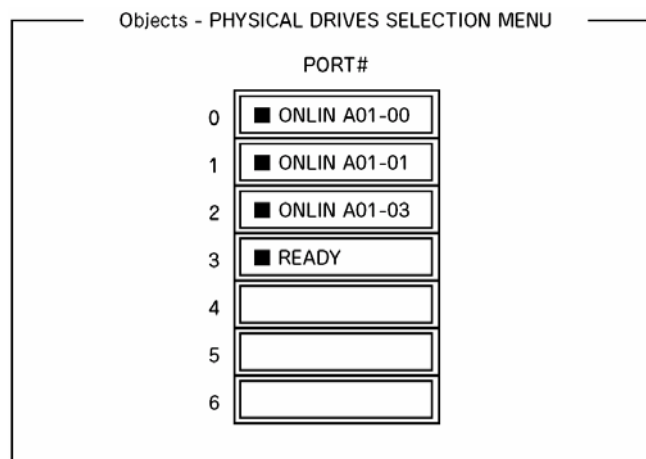 Objects - PHYSICAL DRIVES SELECTION MENU
PORT#
0 ■ ONLIN A01-00
1 ■ ONLIN A01-01
2 ■ ONLIN A01-03
3 ■ READY
4
5
6